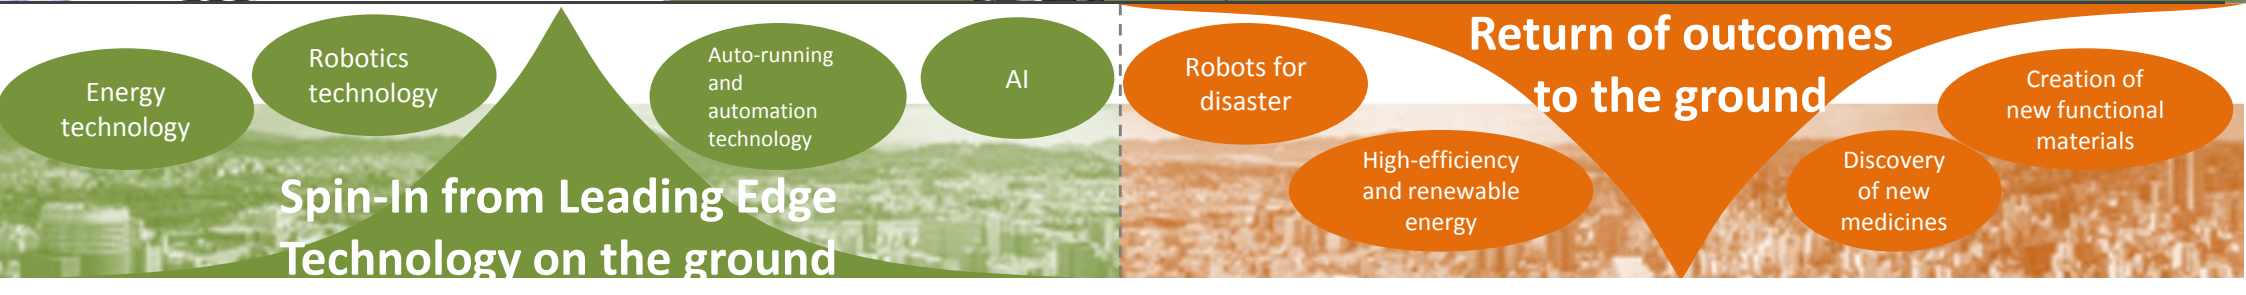 Energy
technology
Robotics
technology
Auto-running
and
automation
technology
AI
Spin-In from Leading Edge
Technology on the ground
Return of outcomes
to the ground
Robots for
disaster
High-efficiency
and renewable
energy
Discovery
of new
medicines
Creation of
new functional
materials